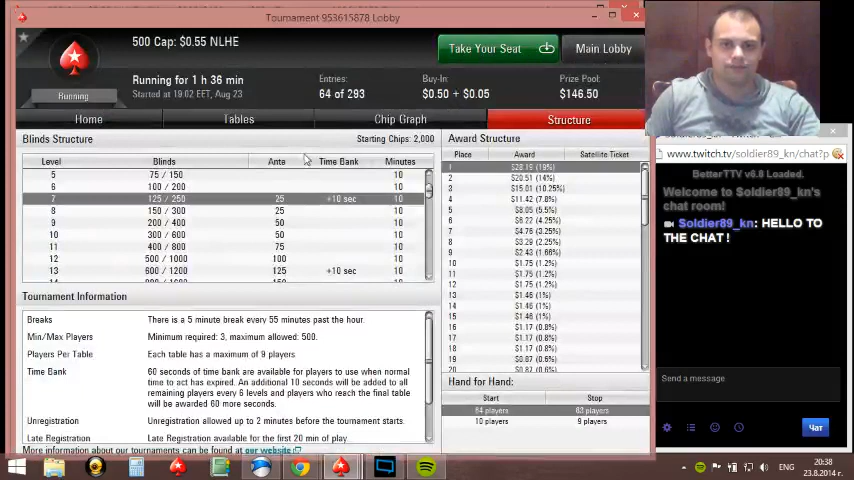 Tournament 953615878 Lobby
500 Cap: $0.55 NLHE
Take Your Seat
Main Lobby
Running for 1 h 36 min
Started at 19:02 EET, Aug 23
Running
Entries:
64 of 293
Buy-In:
$0.50 + $0.05
Prize Pool:
$146.50
Home Tables Chip Graph Structure
Blinds Structure
Starting Chips: 2,000
Level Blinds Ante Time Bank Minutes
5 75 / 150 10
6 100 / 200 10
7 125 / 250 25 +10 sec 10
8 150 / 300 25 10
9 200 / 400 50 10
10 300 / 600 50 10
11 400 / 800 75 10
12 500 / 1000 100 10
13 600 / 1200 125 +10 sec 10
Tournament Information
Breaks There is a 5 minute break every 55 minutes past the hour.
Min/Max Players Minimum required: 3, maximum allowed: 500.
Players Per Table Each table has a maximum of 9 players
Time Bank 60 seconds of time bank are available for players to use when normal
time to act has expired. An additional 10 seconds will be added to all
remaining players every 6 levels and players who reach the final table
will be awarded 60 more seconds.
Unregistration Unregistration allowed up to 2 minutes before the tournament starts.
Late Registration Late Registration available for the first 20 min of play.
More information about our tournaments can be found at our website
Award Structure
Place Award Satellite Ticket
1 $28.19 (19%)
2 $20.51 (14%)
3 $15.01 (10.25%)
4 $11.42 (7.8%)
5 $8.05 (5.5%)
6 $6.22 (4.25%)
7 $4.76 (3.25%)
8 $3.29 (2.25%)
9 $2.43 (1.66%)
10 $1.75 (1.2%)
11 $1.75 (1.2%)
12 $1.75 (1.2%)
13 $1.46 (1%)
14 $1.46 (1%)
15 $1.46 (1%)
16 $1.17 (0.8%)
17 $1.17 (0.8%)
18 $1.17 (0.8%)
19 $0.87 (0.6%)
20 $0.87 (0.6%)
Hand for Hand:
Start Stop
64 players 63 players
10 players 9 players
www.twitch.tv/soldier89_kn/chat?p
BetterTTV v6.8 Loaded.
Welcome to Soldier89_kn's
chat room!
Soldier89_kn: HELLO TO
THE CHAT !
Send a message
Чат
ENG
20:38
23.8.2014 г.